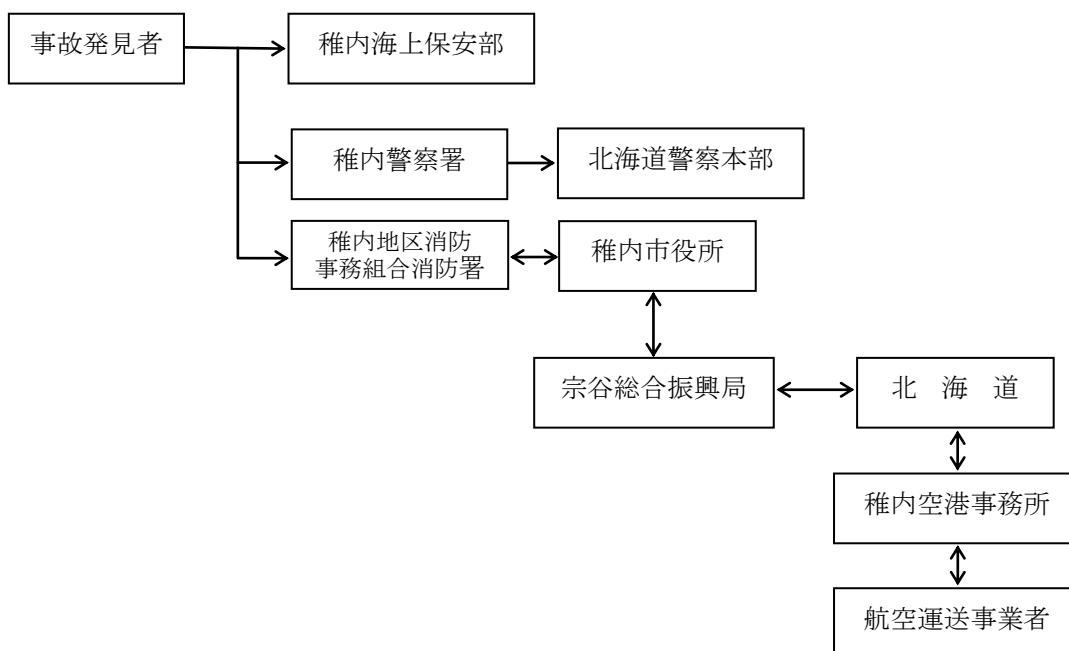 事故発見者
稚内海上保安部
稚内警察署
北海道警察本部
稚内地区消防
事務組合消防署
稚内市役所
宗谷総合振興局
北　海　道
稚内空港事務所
航空運送事業者